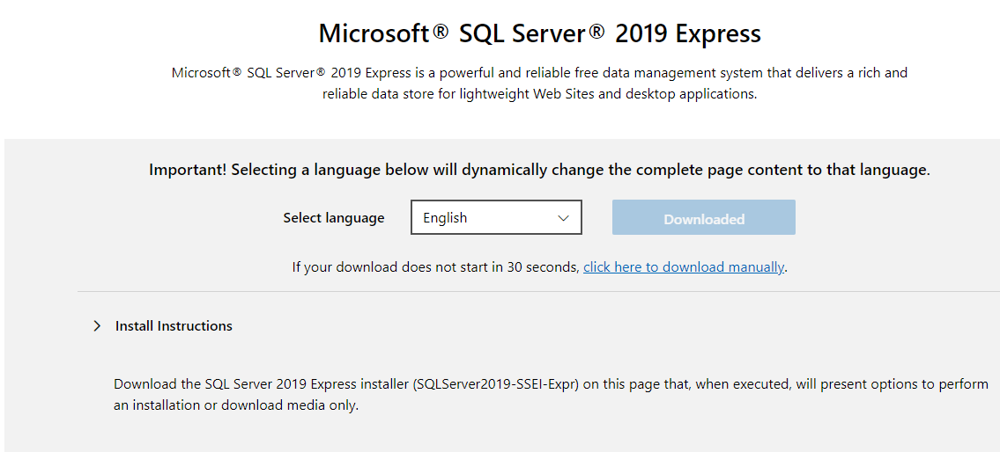 Microsoft® SQL Server® 2019 Express
Microsoft® SQL Server® 2019 Express is a powerful and reliable free data management system that delivers a rich and
reliable data store for lightweight Web Sites and desktop applications.
Important! Selecting a language below will dynamically change the complete page content to that language.
Select language English Downloaded
If your download does not start in 30 seconds, click here to download manually.
Install Instructions
Download the SQL Server 2019 Express installer (SQLServer2019-SSEI-Expr) on this page that, when executed, will present options to perform
an installation or download media only.